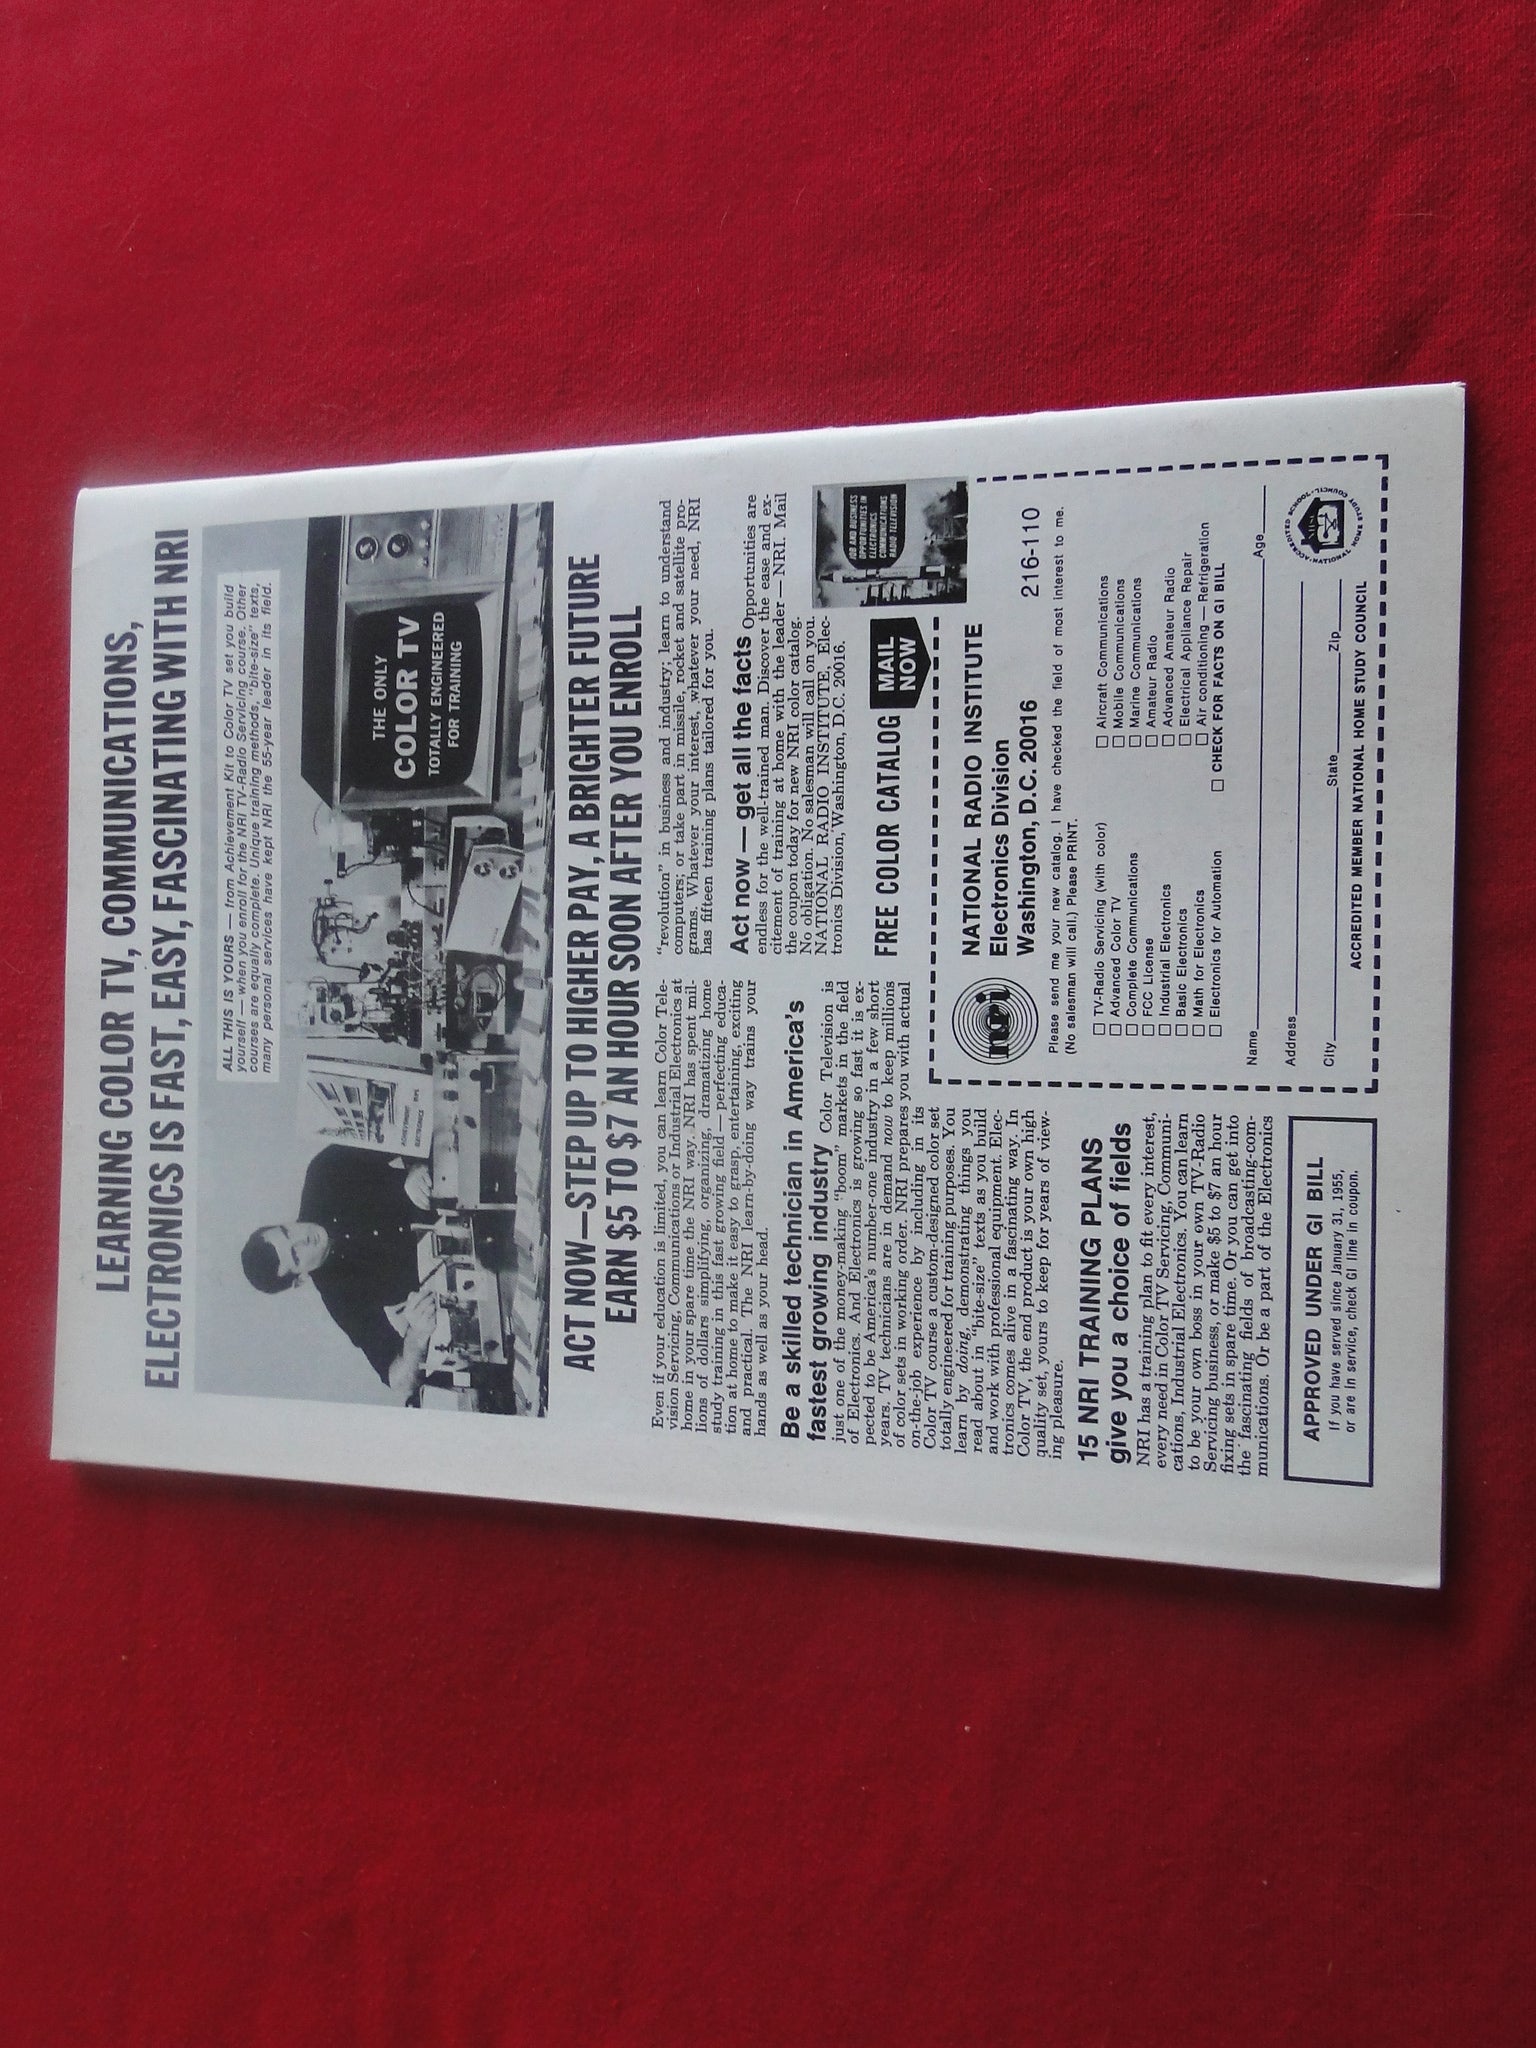 LEARNING COLOR TV, COMMUNICATIONS,
ELECTRONICS IS FAST, EASY, FASCINATING WITH NRI
ALL THIS IS YOURS — from Achievement Kit to Color TV set you build
yourself — when you enroll for the NRI TV-Radio Servicing course. Other
courses are equally complete. Unique training methods, "bite-size" texts,
many personal services have kept NRI the 55-year leader in its field.
THE ONLY
COLOR TV
TOTALLY ENGINEERED
FOR TRAINING
ACHIEVEMENT KIT
ELECTRONICS
ACT NOW—STEP UP TO HIGHER PAY, A BRIGHTER FUTURE
EARN $5 TO $7 AN HOUR SOON AFTER YOU ENROLL
Even if your education is limited, you can learn Color Tele-
vision Servicing, Communications or Industrial Electronics at
home in your spare time the NRI way. NRI has spent mil-
lions of dollars simplifying, organizing, dramatizing home
study training in this fast growing field — perfecting educa-
tion at home to make it easy to grasp, entertaining, exciting
and practical. The NRI learn-by-doing way trains your
hands as well as your head.
Be a skilled technician in America's
fastest growing industry Color Television is
just one of the money-making "boom" markets in the field
of Electronics. And Electronics is growing so fast it is ex-
pected to be America's number-one industry in a few short
years. TV technicians are in demand now to keep millions
of color sets in working order. NRI prepares you with actual
on-the-job experience by including in its
Color TV course a custom-designed color set
totally engineered for training purposes. You
learn by doing, demonstrating things you
read about in "bite-size" texts as you build
and work with professional equipment. Elec-
tronics comes alive in a fascinating way. In
Color TV, the end product is your own high
quality set, yours to keep for years of view-
ing pleasure.
15 NRI TRAINING PLANS
give you a choice of fields
NRI has a training plan to fit every interest,
every need in Color TV Servicing, Communi-
cations, Industrial Electronics. You can learn
to be your own boss in your own TV-Radio
Servicing business, or make $5 to $7 an hour
fixing sets in spare time. Or you can get into
the fascinating fields of broadcasting-com-
munications. Or be a part of the Electronics
APPROVED UNDER GI BILL
If you have served since January 31, 1955,
or are in service, check GI line in coupon.
"revolution" in business and industry; learn to understand
computers; or take part in missile, rocket and satellite pro-
grams. Whatever your interest, whatever your need, NRI
has fifteen training plans tailored for you.
Act now — get all the facts Opportunities are
endless for the well-trained man. Discover the ease and ex-
citement of training at home with the leader — NRI. Mail
the coupon today for new NRI color catalog.
No obligation. No salesman will call on you.
NATIONAL RADIO INSTITUTE, Elec-
tronics Division, Washington, D.C. 20016.
JOB AND BUSINESS
OPPORTUNITIES IN
ELECTRONICS
COMMUNICATIONS
RADIO TELEVISION
FREE COLOR CATALOG MAIL NOW
nri
NATIONAL RADIO INSTITUTE
Electronics Division
Washington, D.C. 20016 216-110
Please send me your new catalog. I have checked the field of most interest to me.
(No salesman will call.) Please PRINT.
☐ TV-Radio Servicing (with color)
☐ Advanced Color TV
☐ Complete Communications
☐ FCC License
☐ Industrial Electronics
☐ Basic Electronics
☐ Math for Electronics
☐ Electronics for Automation
☐ Aircraft Communications
☐ Mobile Communications
☐ Marine Communications
☐ Amateur Radio
☐ Advanced Amateur Radio
☐ Electrical Appliance Repair
☐ Air conditioning — Refrigeration
☐ CHECK FOR FACTS ON GI BILL
Name Age
Address
City State Zip
ACCREDITED MEMBER NATIONAL HOME STUDY COUNCIL
ACCREDITED SCHOOL • NATIONAL HOME STUDY COUNCIL